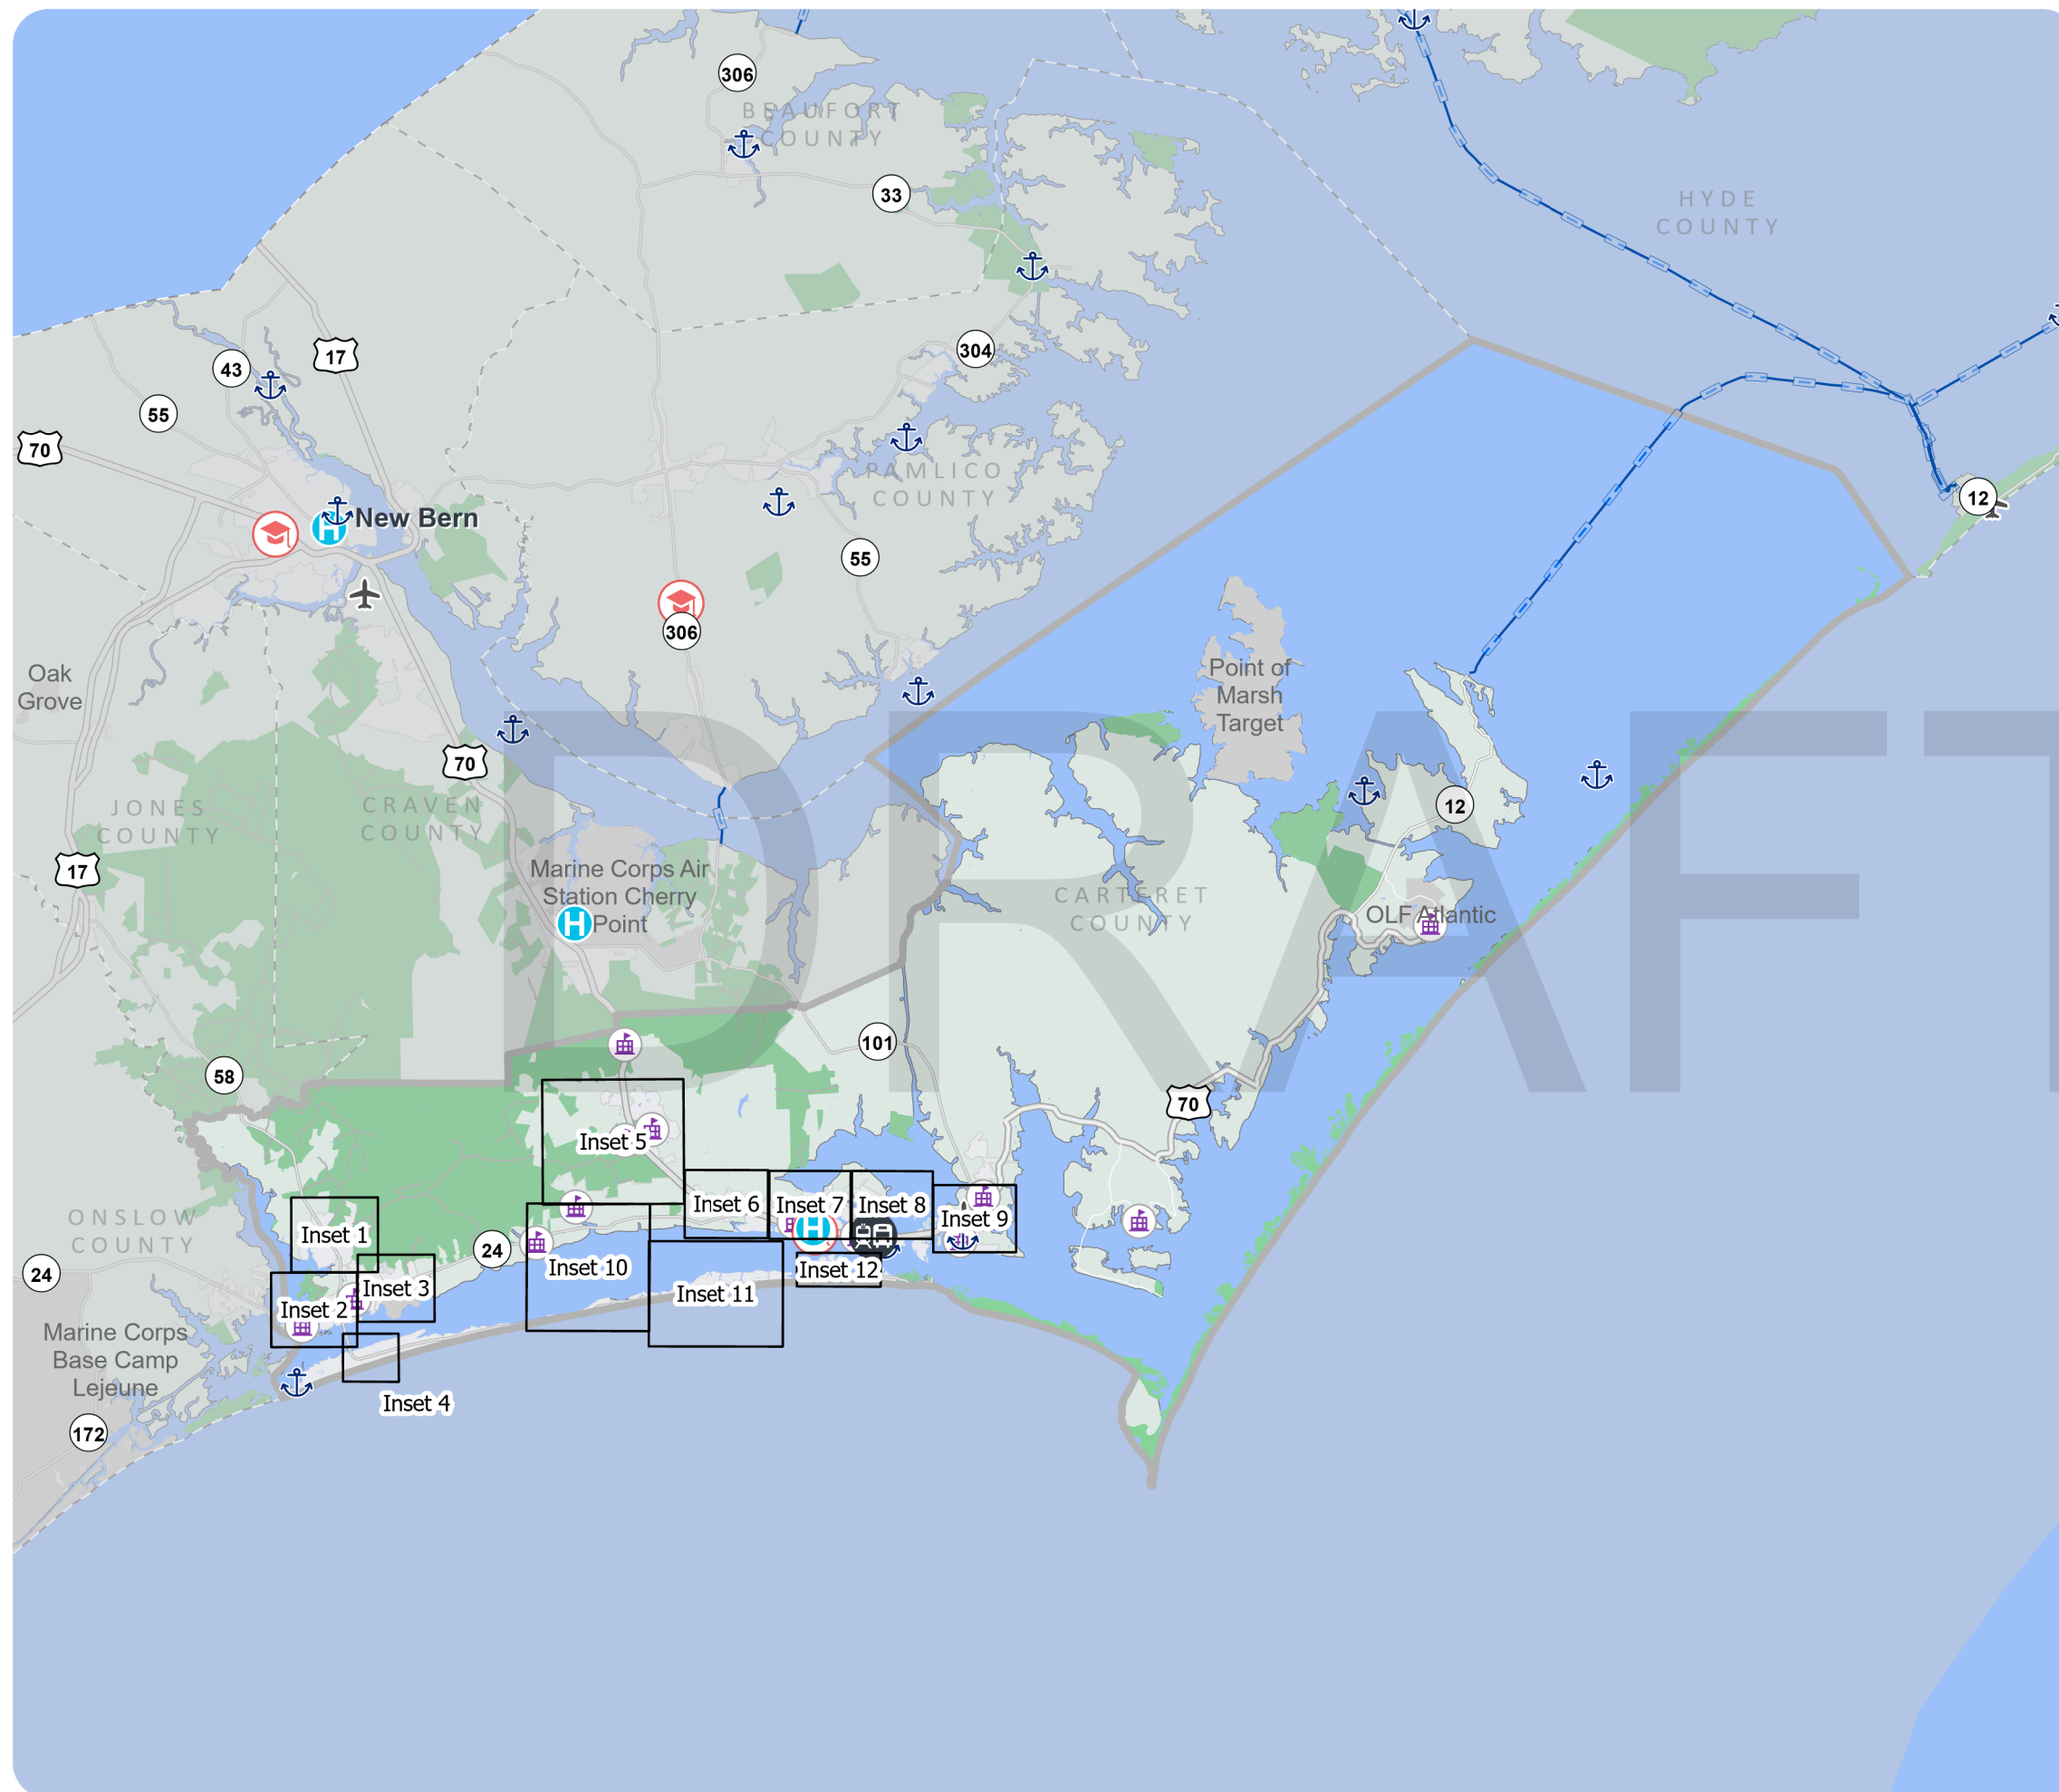 306
BEAUFORT
COUNTY
33
HYDE
COUNTY
304
17
43
55
70
12
PAMLICO
COUNTY
H
New Bern
55
306
Oak
Grove
Point of
Marsh
Target
70
12
JONES
COUNTY
CRAVEN
COUNTY
17
Marine Corps Air
Station Cherry
Point
H
CARTERET
COUNTY
OLF Atlantic
DRAFT
101
58
70
Inset 5
Inset 6
Inset 7
Inset 8
Inset 9
H
ONSLOW
COUNTY
Inset 1
24
24
Inset 10
Inset 12
Inset 3
Inset 11
Inset 2
Marine Corps
Base Camp
Lejeune
Inset 4
172